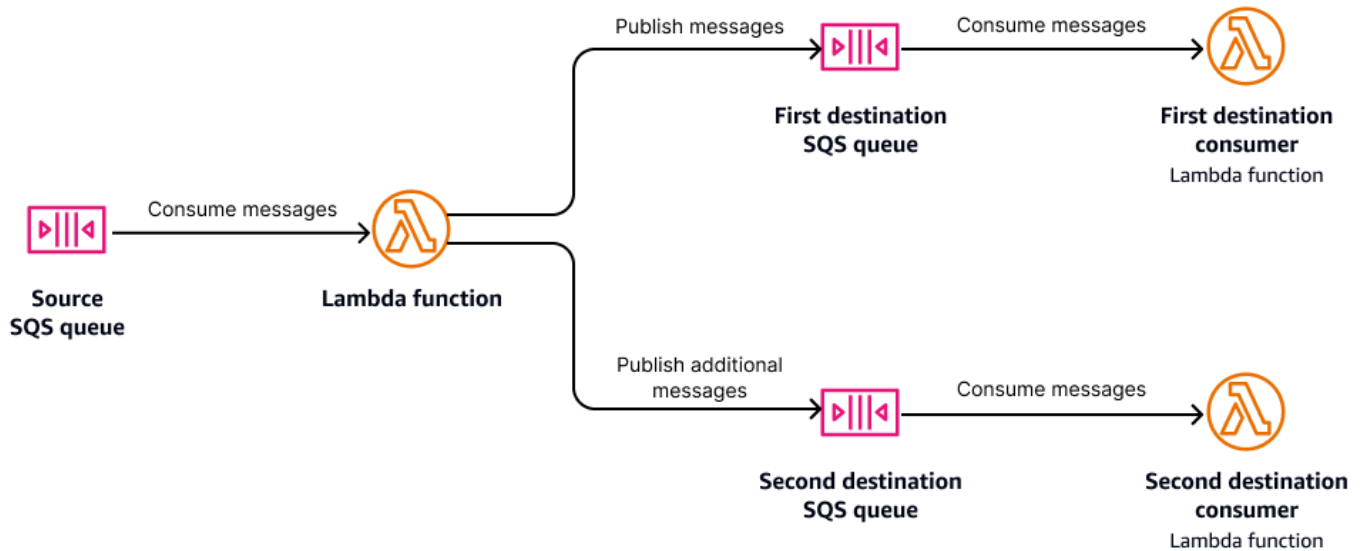 Publish messages
Consume messages
First destination
SQS queue
First destination
consumer
Lambda function
Consume messages
Source
SQS queue
Lambda function
Publish additional
messages
Consume messages
Second destination
SQS queue
Second destination
consumer
Lambda function